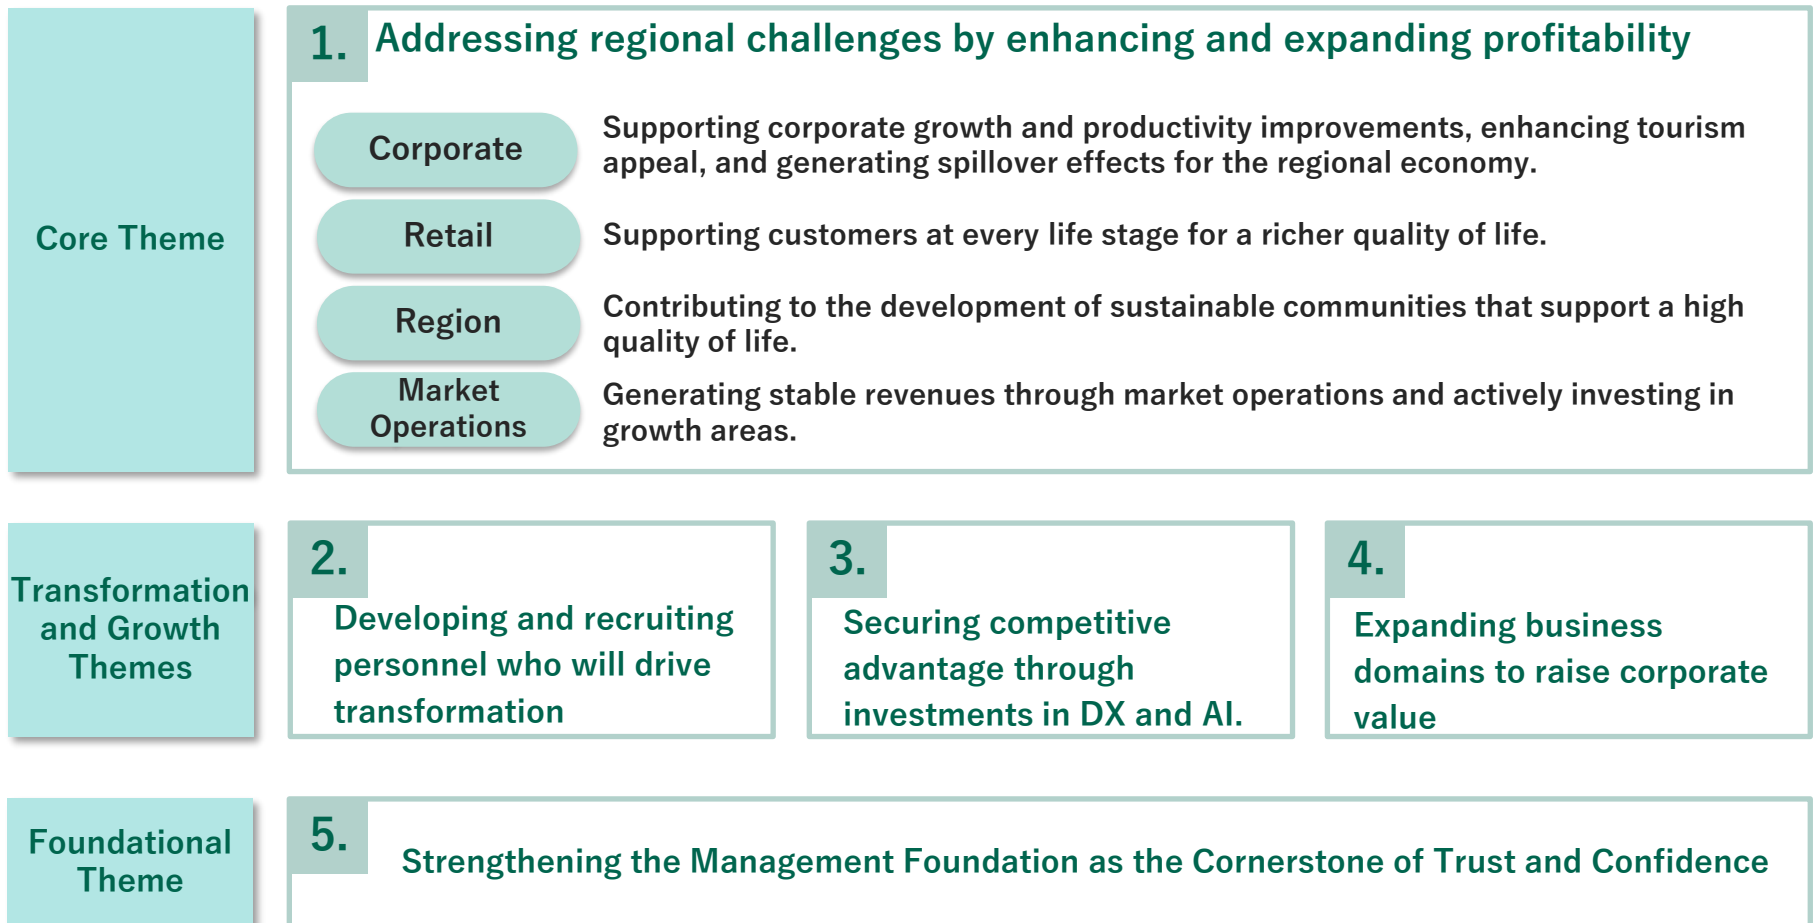 Core Theme
1.
Addressing regional challenges by enhancing and expanding profitability
Corporate
Supporting corporate growth and productivity improvements, enhancing tourism
appeal, and generating spillover effects for the regional economy.
Retail
Supporting customers at every life stage for a richer quality of life.
Region
Contributing to the development of sustainable communities that support a high
quality of life.
Market
Operations
Generating stable revenues through market operations and actively investing in
growth areas.
Transformation
and Growth
Themes
2.
Developing and recruiting
personnel who will drive
transformation
3.
Securing competitive
advantage through
investments in DX and AI.
4.
Expanding business
domains to raise corporate
value
Foundational
Theme
5.
Strengthening the Management Foundation as the Cornerstone of Trust and Confidence